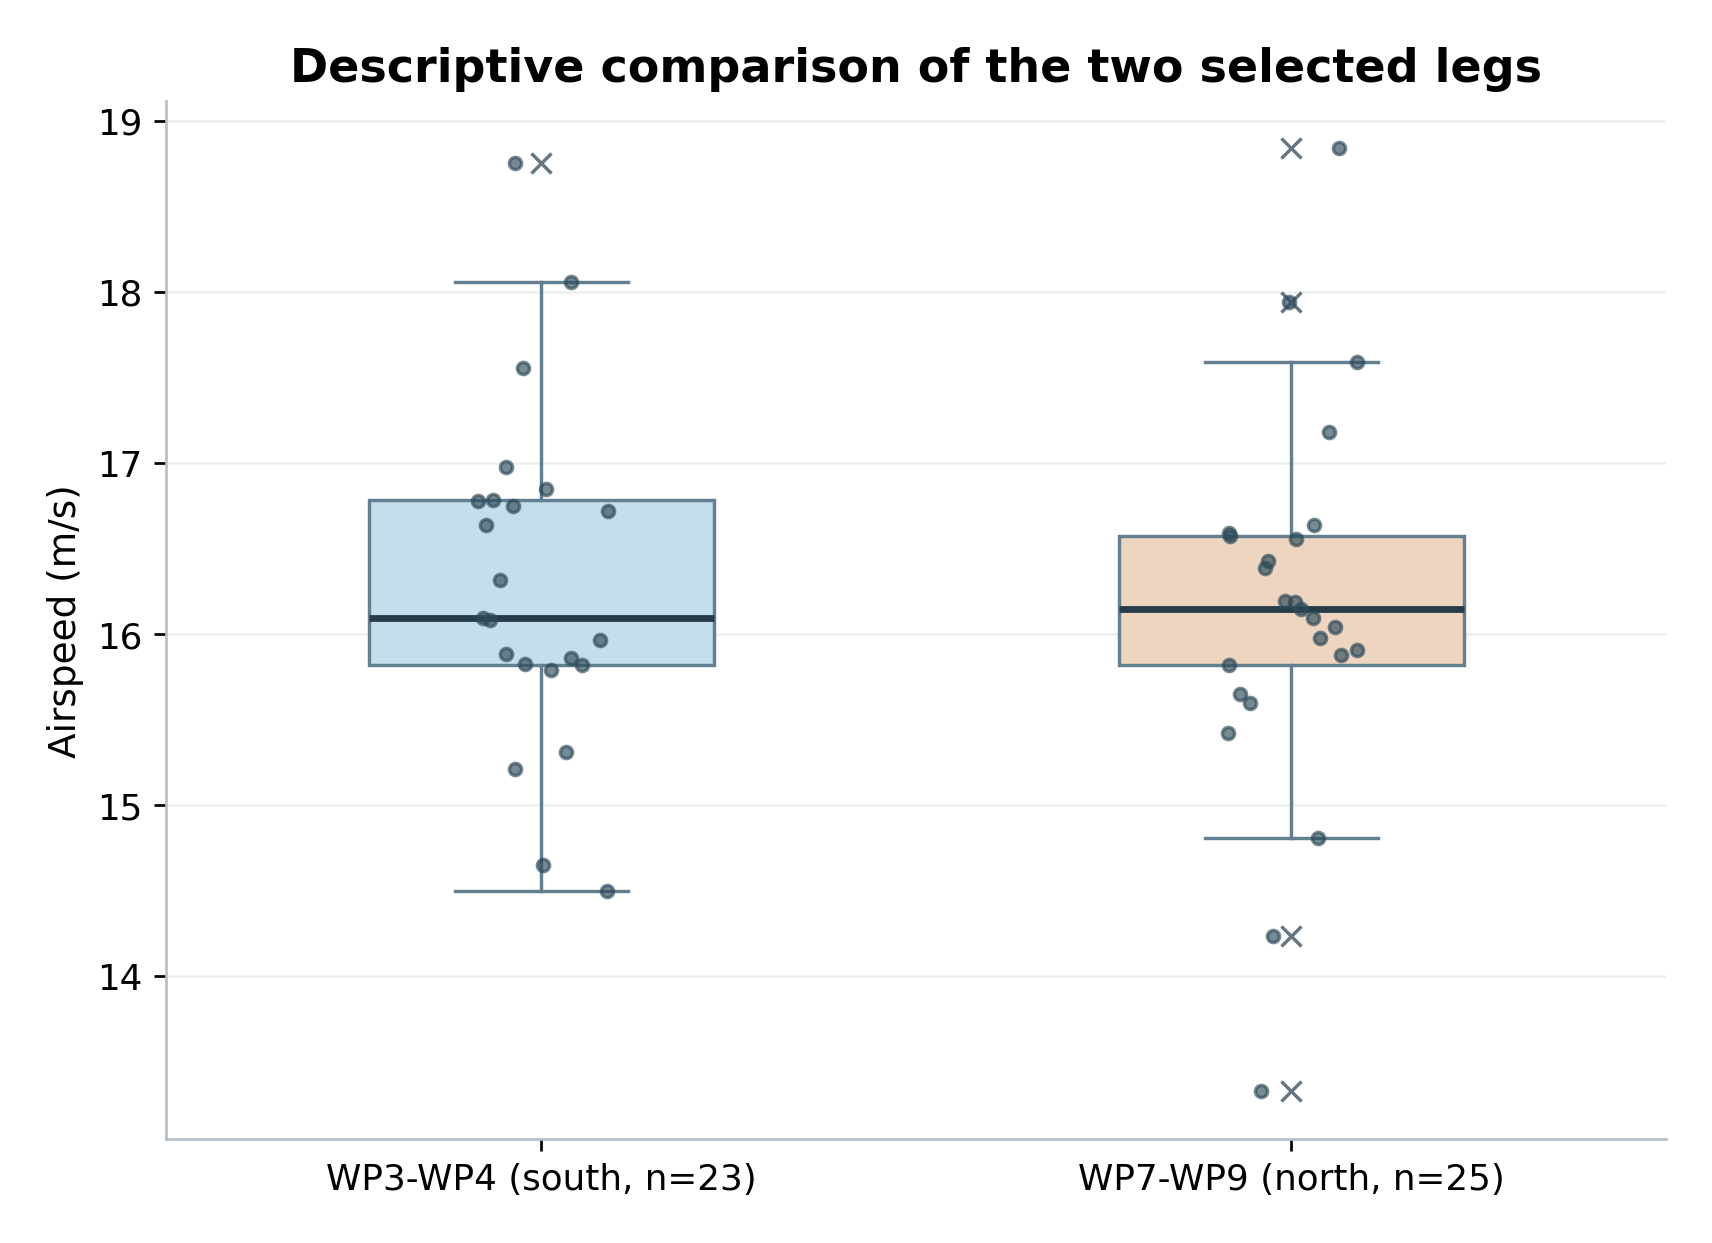 Descriptive comparison of the two selected legs
19
18
17
16
15
14
Airspeed (m/s)
WP3-WP4 (south, n=23)
WP7-WP9 (north, n=25)